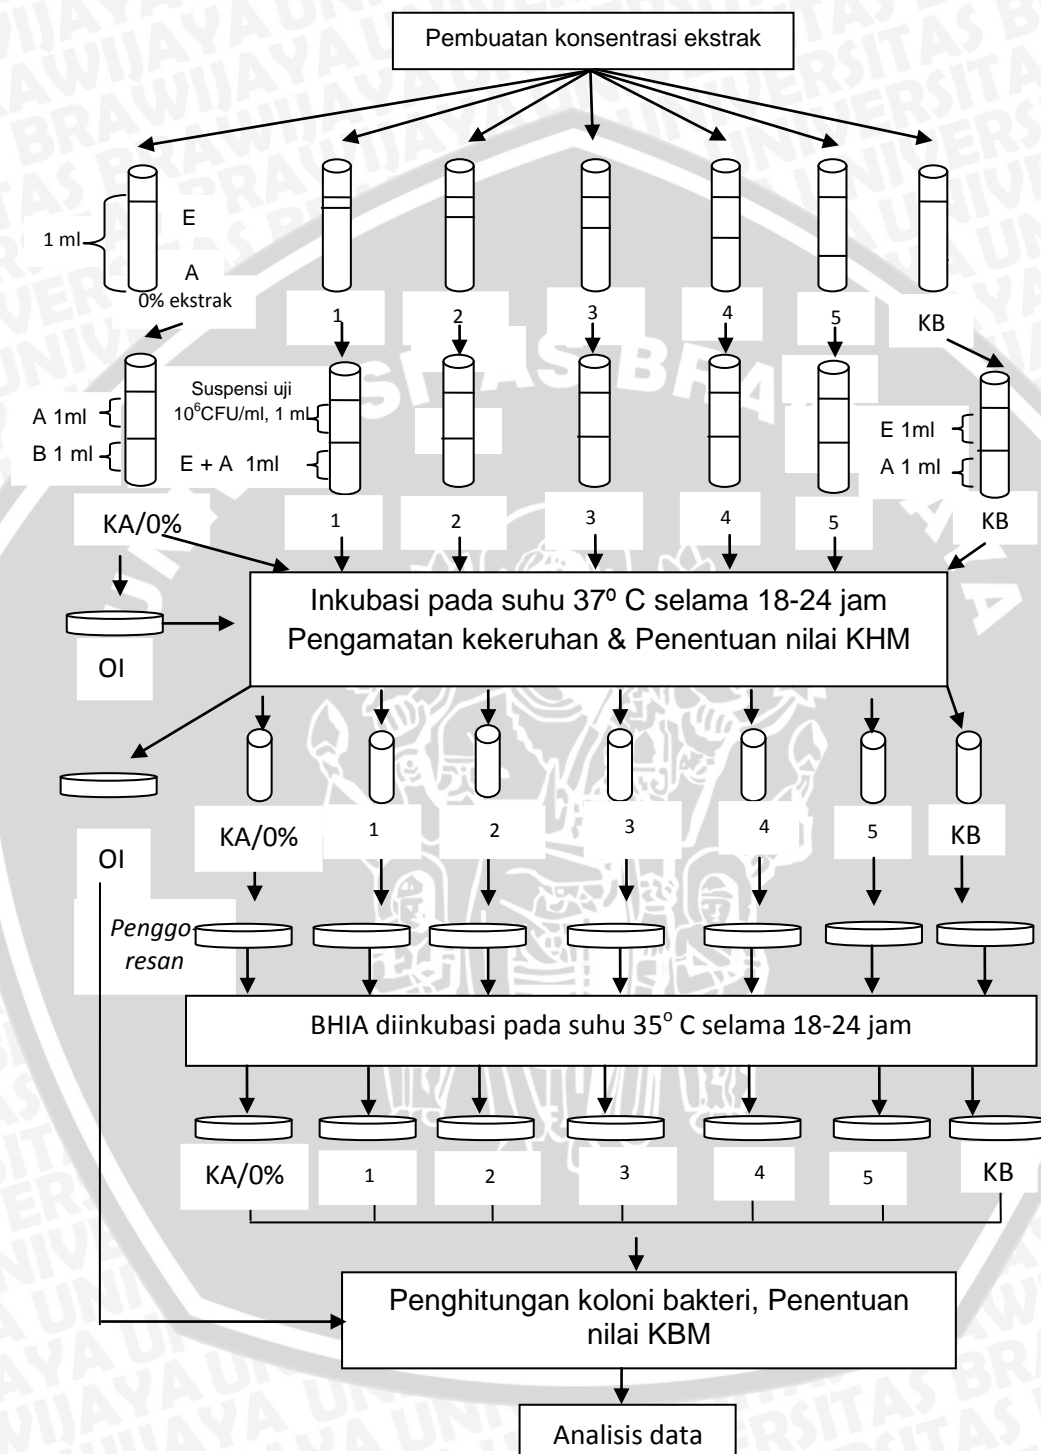 Pembuatan konsentrasi ekstrak
1 ml
E
A
0% ekstrak
1
2
3
4
5
KB
A 1ml
B 1 ml
Suspensi uji
10⁶CFU/ml, 1 ml
E + A 1ml
E 1ml
A 1 ml
KA/0%
1
2
3
4
5
KB
Inkubasi pada suhu 37º C selama 18-24 jam
Pengamatan kekeruhan & Penentuan nilai KHM
OI
OI
KA/0%
1
2
3
4
5
KB
Penggo-
resan
BHIA diinkubasi pada suhu 35° C selama 18-24 jam
KA/0%
1
2
3
4
5
KB
Penghitungan koloni bakteri, Penentuan
nilai KBM
Analisis data